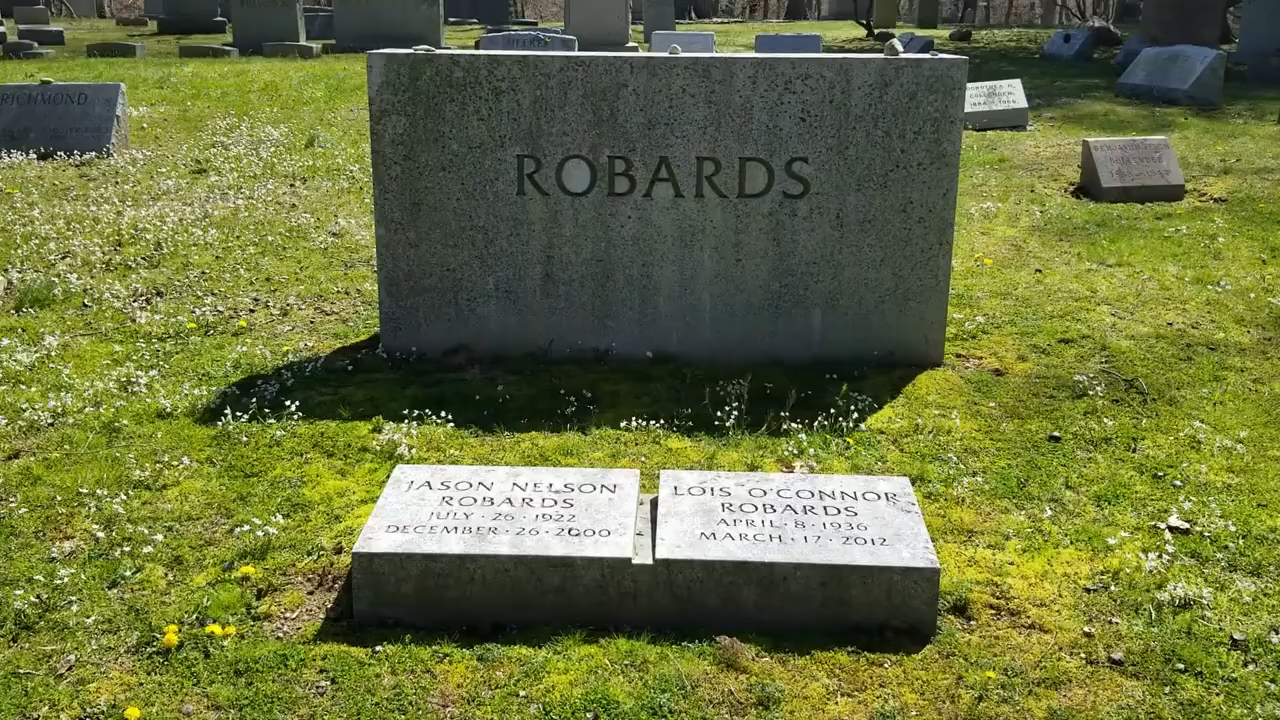 RICHMOND
ROBARDS
DOROTHEA R.
JASON NELSON
ROBARDS
JULY · 26 · 1922
DECEMBER · 26 · 2000
LOIS O'CONNOR
ROBARDS
APRIL · 8 · 1936
MARCH · 17 · 2012